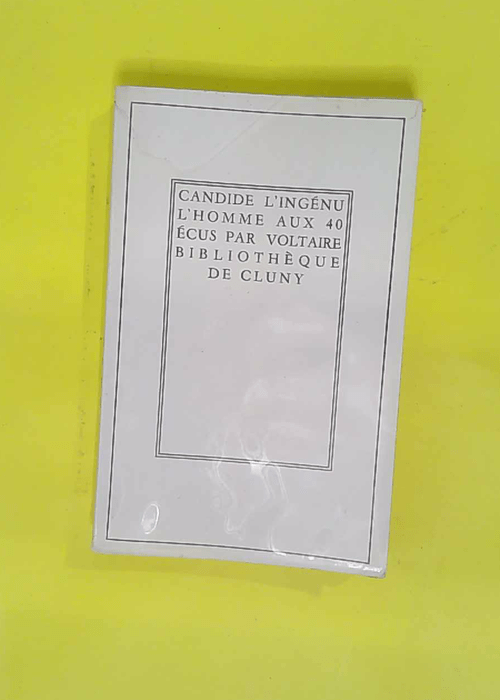 CANDIDE L'INGÉNU
L'HOMME AUX 40
ÉCUS PAR VOLTAIRE
BIBLIOTHÈQUE
DE CLUNY